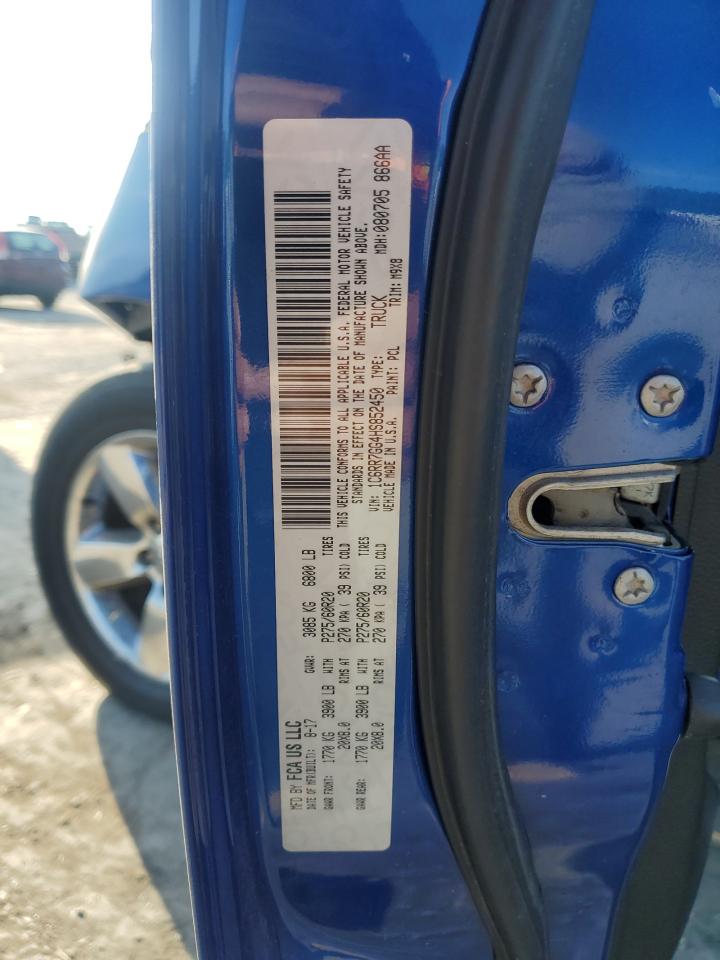 MFD BY FCA US LLC
DATE OF MFR(BUILT): 8-17 GVWR: 3085 KG 6800 LB
GAWR FRONT: 1770 KG 3900 LB WITH P275/60R20 TIRES
20X8.0 RIMS AT 270 KPA ( 39 PSI) COLD
GAWR REAR: 1770 KG 3900 LB WITH P275/60R20 TIRES
20X8.0 RIMS AT 270 KPA ( 39 PSI) COLD
THIS VEHICLE CONFORMS TO ALL APPLICABLE U.S.A. FEDERAL MOTOR VEHICLE SAFETY
STANDARDS IN EFFECT ON THE DATE OF MANUFACTURE SHOWN ABOVE.
VIN: 1C6RR7GG4HS852450 TYPE: TRUCK MDH:080705 866AA
VEHICLE MADE IN U.S.A. PAINT: PCL TRIM: M9X8